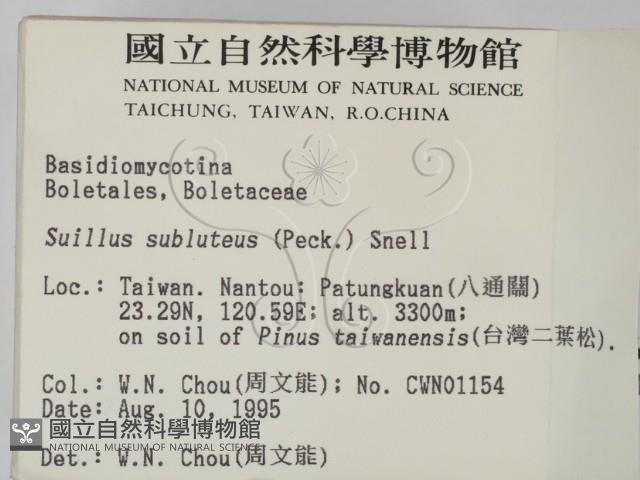 國立自然科學博物館
NATIONAL MUSEUM OF NATURAL SCIENCE
TAICHUNG, TAIWAN, R.O.CHINA
Basidiomycotina
Boletales, Boletaceae
Suillus subluteus (Peck.) Snell
Loc.: Taiwan. Nantou: Patungkuan(八通關)
23.29N, 120.59E; alt. 3300m;
on soil of Pinus taiwanensis(台灣二葉松).
Col.: W.N. Chou(周文能); No. CWN01154
Date: Aug. 10, 1995
國立自然科學博物館
NATIONAL MUSEUM OF NATURAL SCIENCE
Det.: W.N. Chou(周文能)